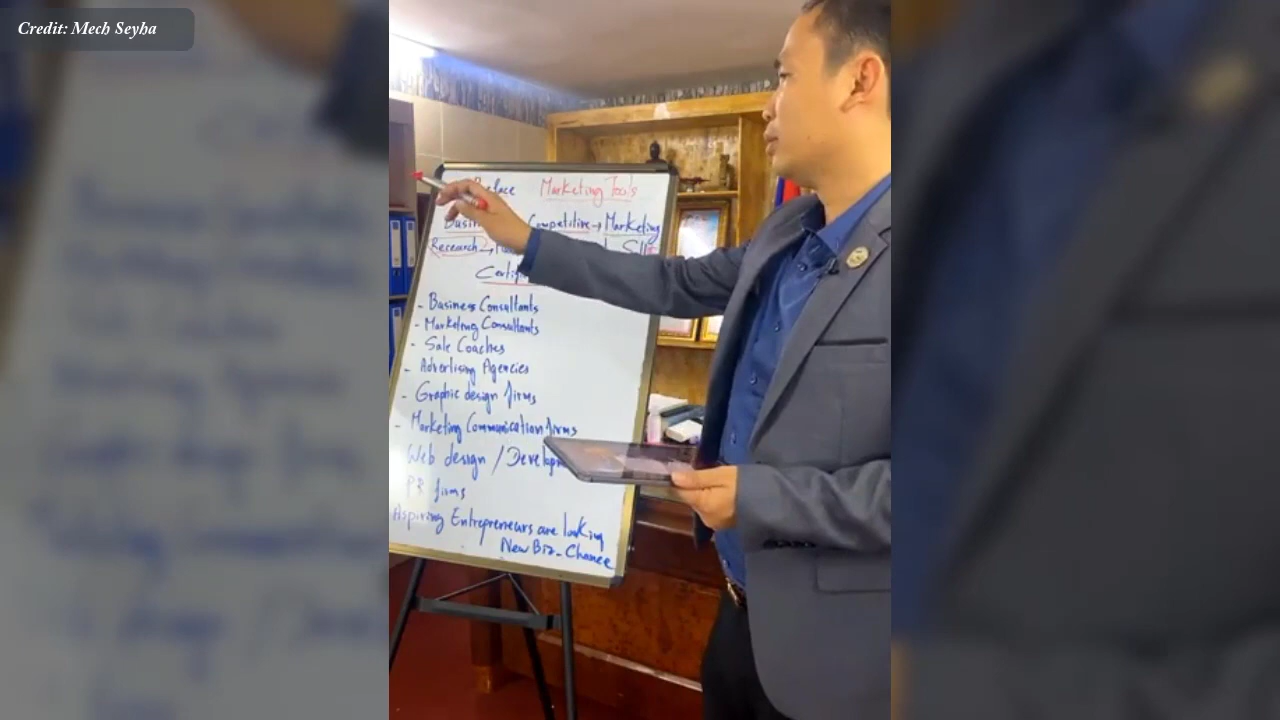 Credit: Mech Seyha
Preface Marketing Tools
Competitive → Marketing
Research →
- Business Consultants
- Marketing Consultants
- Sale Coaches
- Advertising Agencies
- Graphic design firms
- Marketing Communication firms
Web design /
PR firms
Aspiring Entrepreneurs are looking
New Biz-Chance